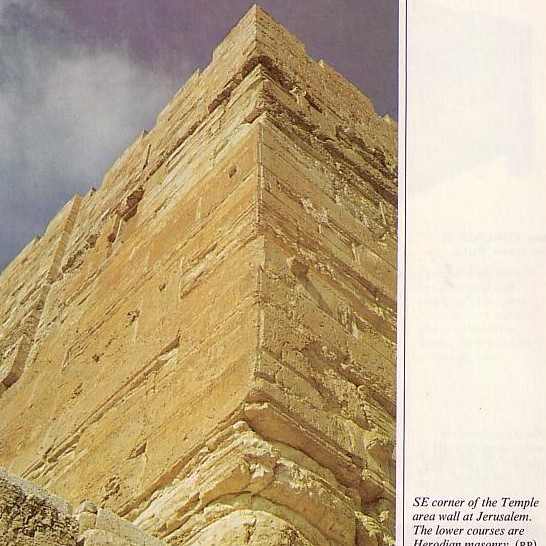 SE corner of the Temple
area wall at Jerusalem.
The lower courses are
Herodian masonry. (RP)